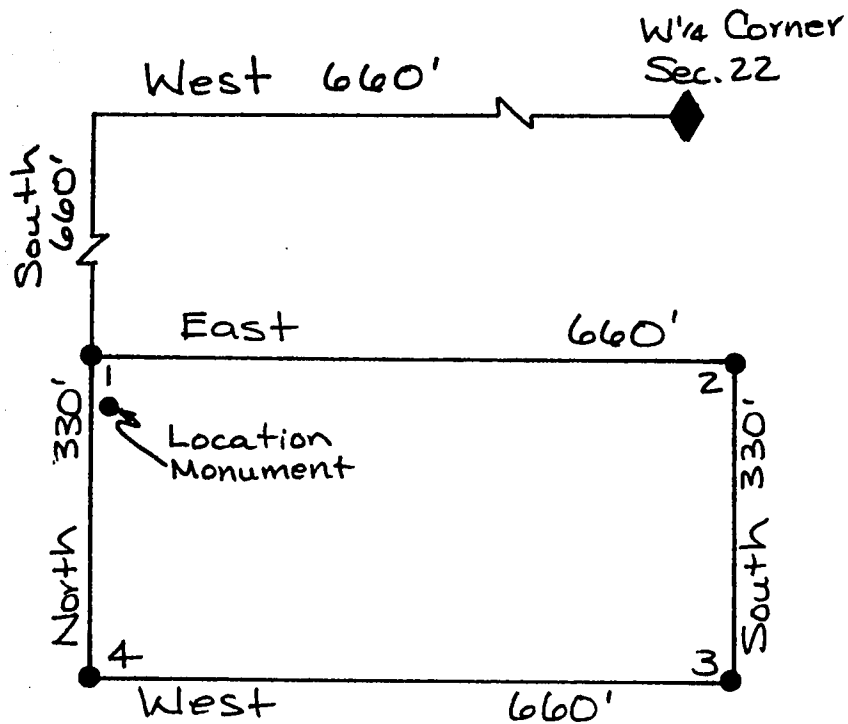 W1/4 Corner
Sec. 22
West 660'
South
660'
East 660'
1
2
330'
North
Location
Monument
South 330'
4
3
West 660'